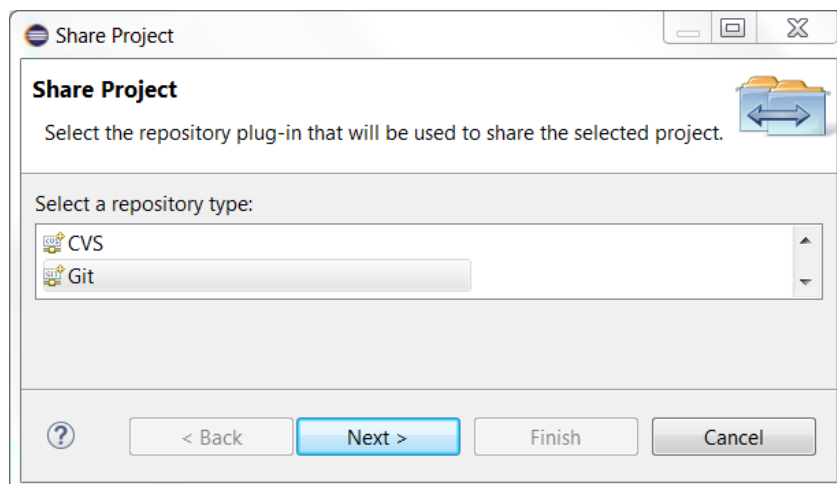 Share Project
Share Project
Select the repository plug-in that will be used to share the selected project.
Select a repository type:
CVS
Git
? < Back Next > Finish Cancel